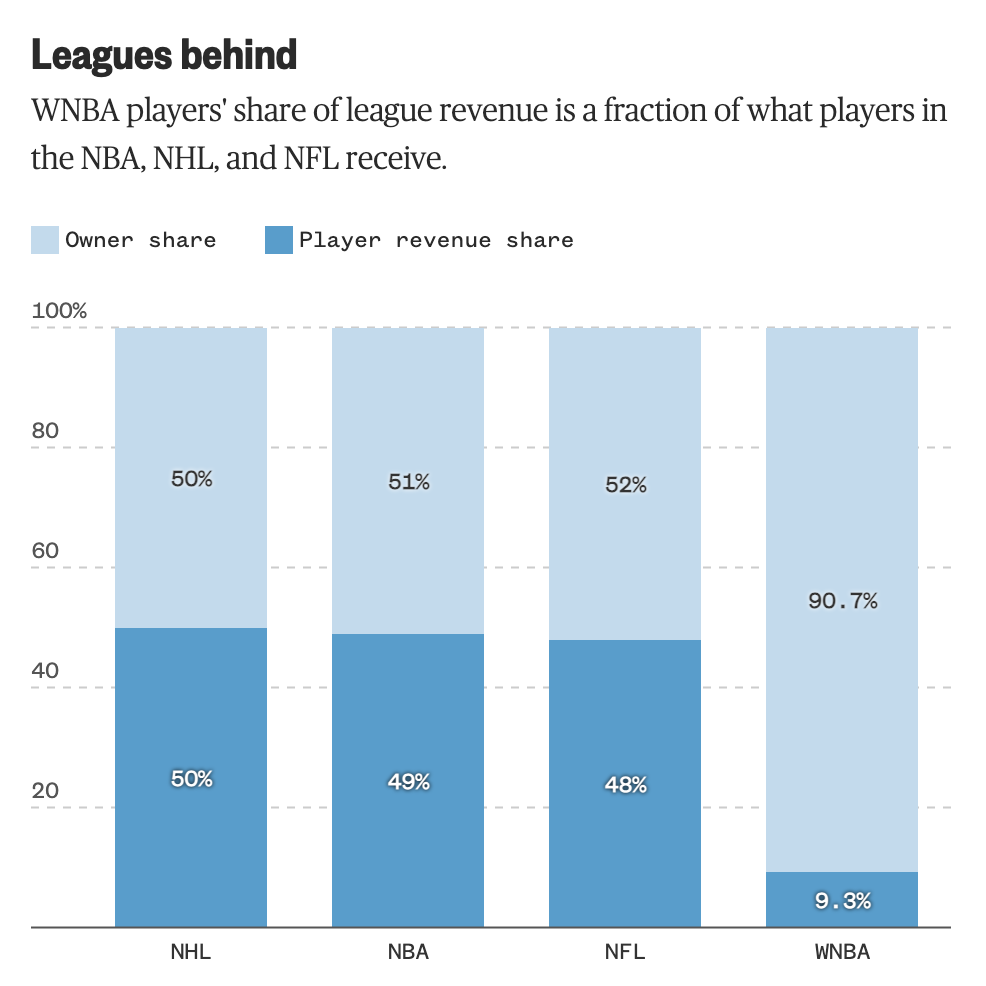 Leagues behind
WNBA players' share of league revenue is a fraction of what players in
the NBA, NHL, and NFL receive.
Owner share
Player revenue share
100%
80
60
40
20
50%
51%
52%
90.7%
50%
49%
48%
9.3%
NHL
NBA
NFL
WNBA